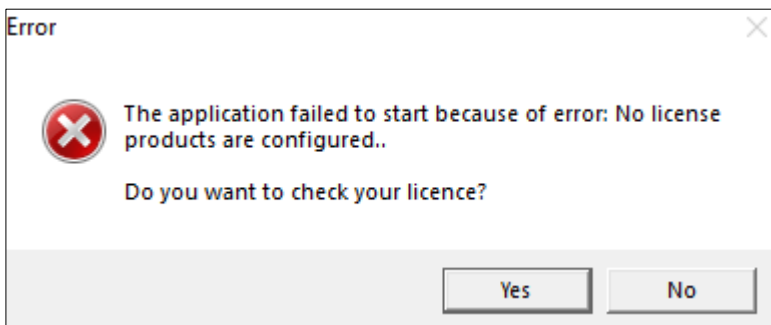 Error
The application failed to start because of error: No license
products are configured..
Do you want to check your licence?
Yes
No